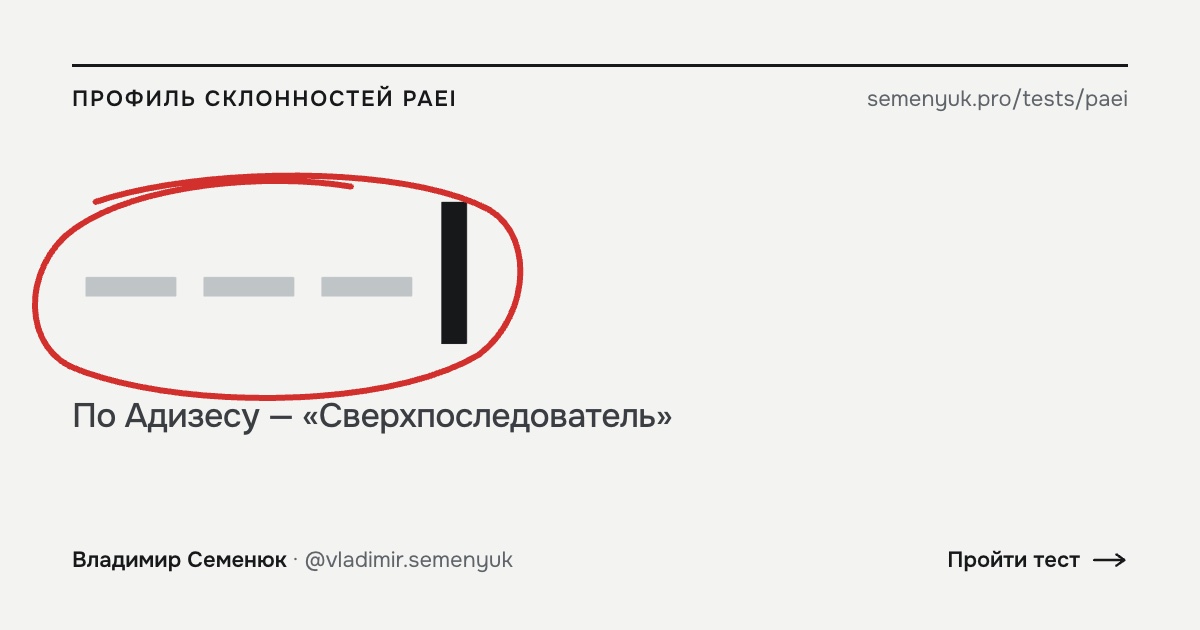 ПРОФИЛЬ СКЛОННОСТЕЙ PAEI
semenyuk.pro/tests/paei
---I
По Адизесу — «Сверхпоследователь»
Владимир Семенюк · @vladimir.semenyuk
Пройти тест →